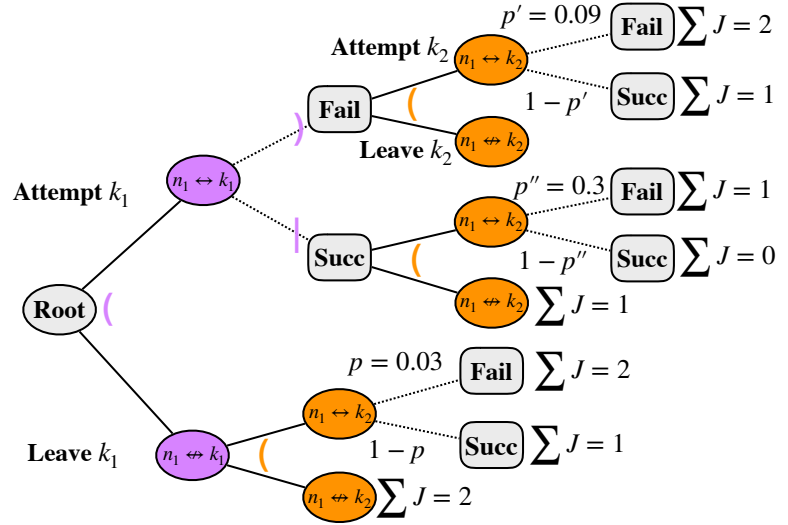 p′ = 0.09
Fail ∑ J = 2
Attempt k₂
n₁ ↔ k₂
1 − p′
Succ ∑ J = 1
Fail
(
)
Leave k₂
n₁ ↮ k₂
Attempt k₁
n₁ ↔ k₁
p′′ = 0.3
Fail ∑ J = 1
n₁ ↔ k₂
|
Succ
(
1 − p′′
Succ ∑ J = 0
n₁ ↮ k₂
∑ J = 1
Root
(
p = 0.03
Fail ∑ J = 2
n₁ ↔ k₂
1 − p
Succ ∑ J = 1
Leave k₁
n₁ ↮ k₁
(
n₁ ↮ k₂
∑ J = 2